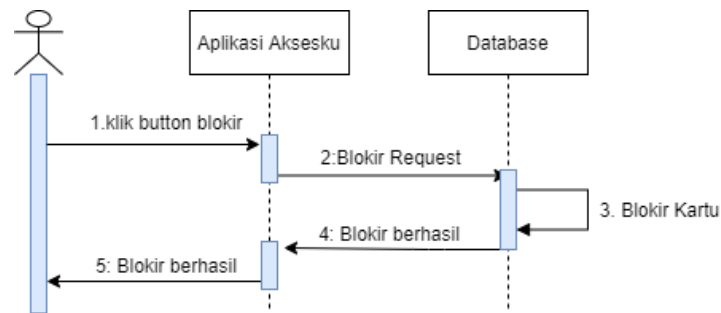 Aplikasi Aksesku
Database
1.klik button blokir
2:Blokir Request
3. Blokir Kartu
4: Blokir berhasil
5: Blokir berhasil